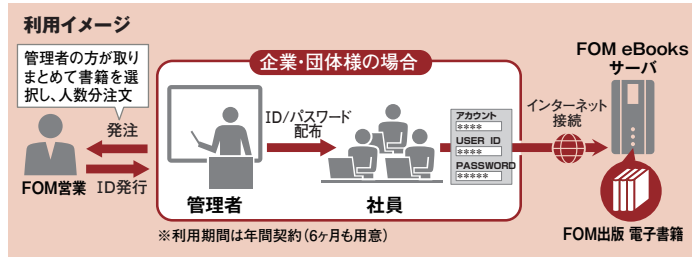 利用イメージ
管理者の方が取り
まとめて書籍を選
択し、人数分注文
発注
FOM営業
ID発行
企業・団体様の場合
管理者
ID/パスワード
配布
社員
アカウント
****
USER ID
****
PASSWORD
*****
インターネット
接続
FOM eBooks
サーバ
FOM出版 電子書籍
※利用期間は年間契約(6ヶ月も用意)